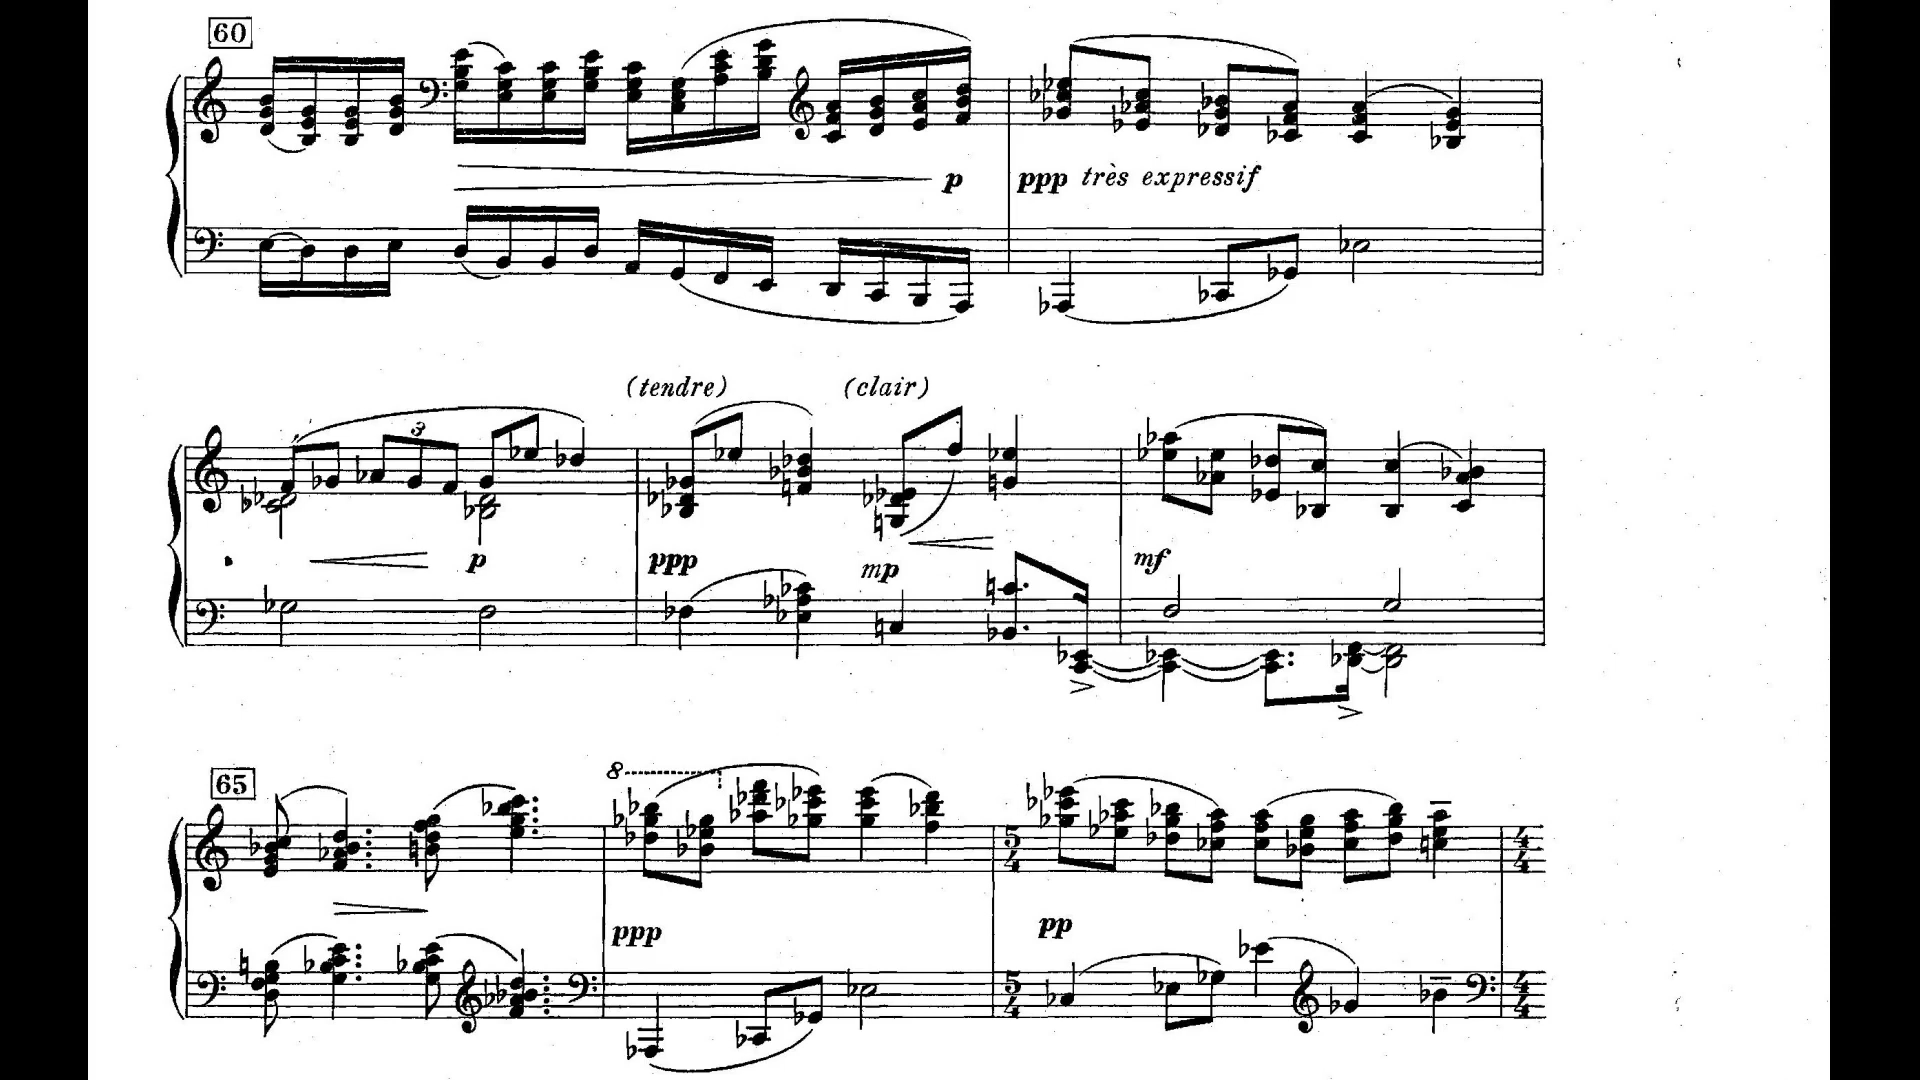 60
p ppp très expressif
(tendre) (clair)
3
p ppp mp mf
65
8
5/4 4/4
ppp pp
5/4 4/4